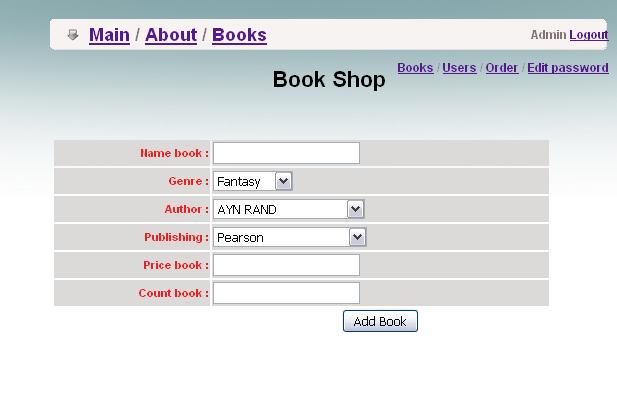 Main / About / Books
Admin Logout
Books / Users / Order / Edit password
Book Shop
Name book :
Genre : Fantasy
Author : AYN RAND
Publishing : Pearson
Price book :
Count book :
Add Book